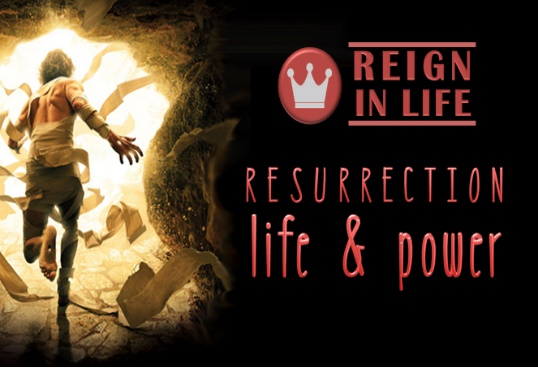 REIGN
IN LIFE
RESURRECTION
life & power